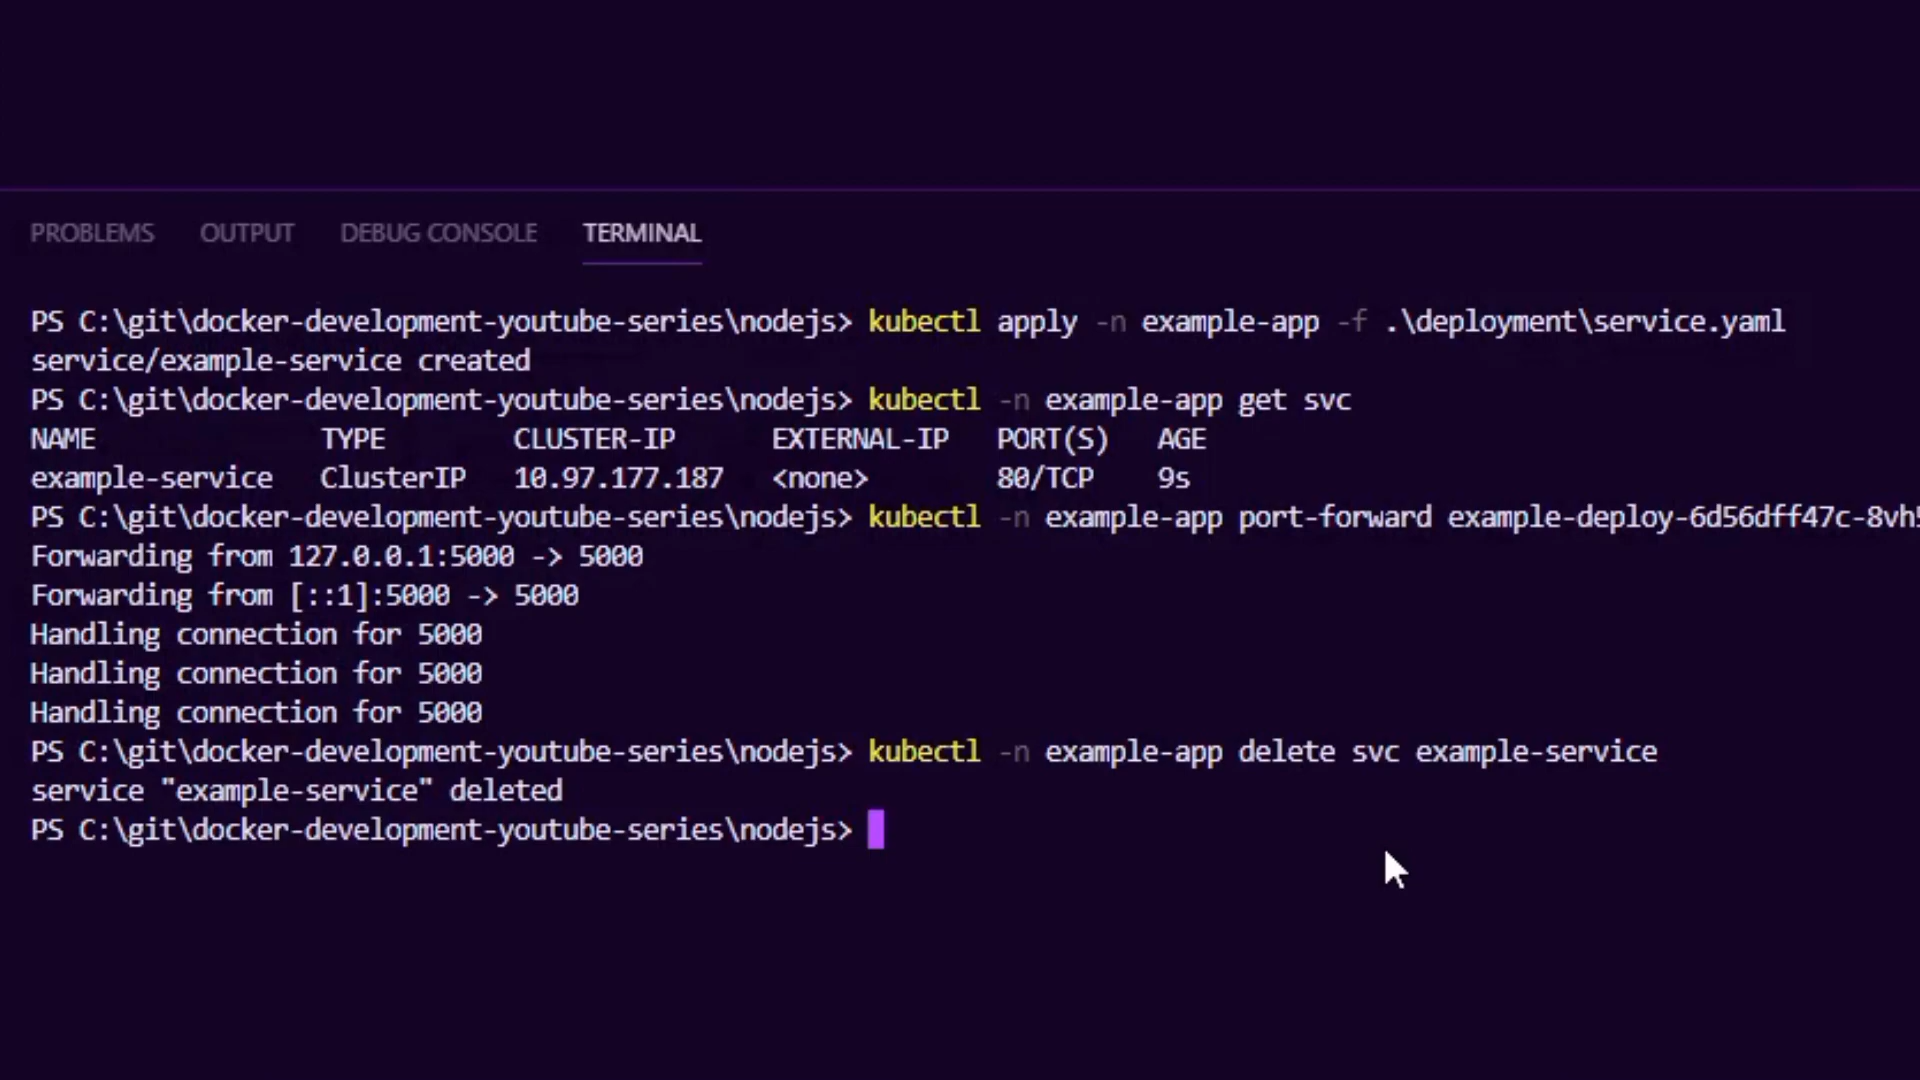 PROBLEMS OUTPUT DEBUG CONSOLE TERMINAL
PS C:\git\docker-development-youtube-series\nodejs> kubectl apply -n example-app -f .\deployment\service.yaml
service/example-service created
PS C:\git\docker-development-youtube-series\nodejs> kubectl -n example-app get svc
NAME TYPE CLUSTER-IP EXTERNAL-IP PORT(S) AGE
example-service ClusterIP 10.97.177.187 <none> 80/TCP 9s
PS C:\git\docker-development-youtube-series\nodejs> kubectl -n example-app port-forward example-deploy-6d56dff47c-8vh5
Forwarding from 127.0.0.1:5000 -> 5000
Forwarding from [::1]:5000 -> 5000
Handling connection for 5000
Handling connection for 5000
Handling connection for 5000
PS C:\git\docker-development-youtube-series\nodejs> kubectl -n example-app delete svc example-service
service "example-service" deleted
PS C:\git\docker-development-youtube-series\nodejs>